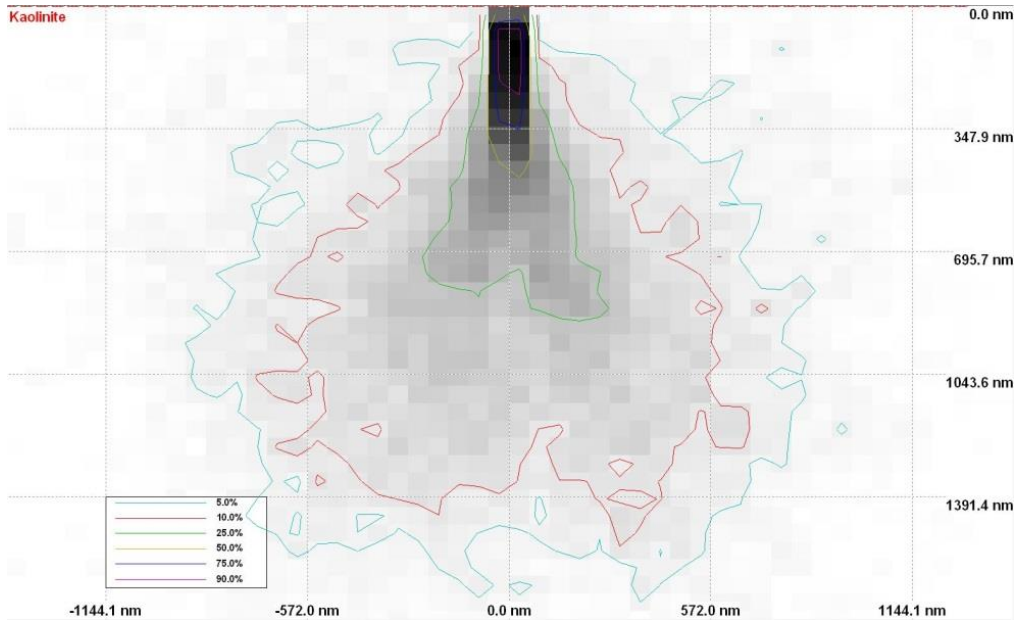 Kaolinite
0.0 nm
347.9 nm
695.7 nm
1043.6 nm
1391.4 nm
5.0%
10.0%
25.0%
50.0%
75.0%
90.0%
-1144.1 nm -572.0 nm 0.0 nm 572.0 nm 1144.1 nm